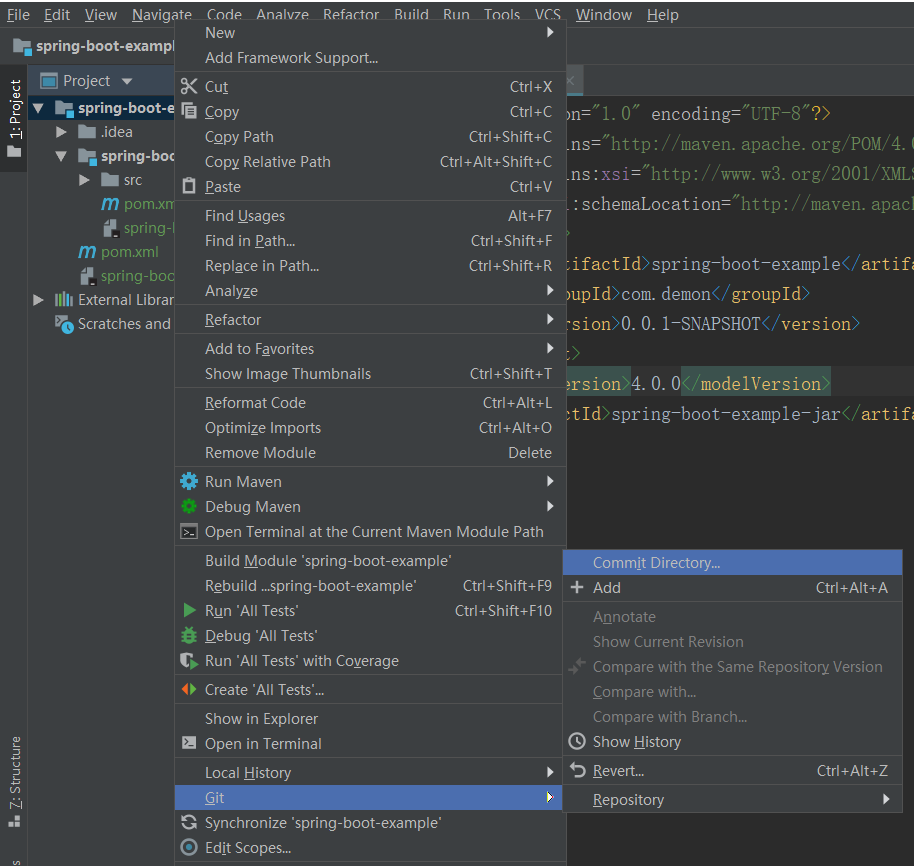 File Edit View Navigate Code Analyze Refactor Build Run Tools VCS Window Help
spring-boot-exampl
1: Project
Project
spring-boot-e
.idea
spring-boo
src
pom.xm
spring-
pom.xml
spring-boo
External Librar
Scratches and
7: Structure
New
Add Framework Support...
Cut Ctrl+X
Copy Ctrl+C
Copy Path Ctrl+Shift+C
Copy Relative Path Ctrl+Alt+Shift+C
Paste Ctrl+V
Find Usages Alt+F7
Find in Path... Ctrl+Shift+F
Replace in Path... Ctrl+Shift+R
Analyze
Refactor
Add to Favorites
Show Image Thumbnails Ctrl+Shift+T
Reformat Code Ctrl+Alt+L
Optimize Imports Ctrl+Alt+O
Remove Module Delete
Run Maven
Debug Maven
Open Terminal at the Current Maven Module Path
Build Module 'spring-boot-example'
Rebuild ...spring-boot-example' Ctrl+Shift+F9
Run 'All Tests' Ctrl+Shift+F10
Debug 'All Tests'
Run 'All Tests' with Coverage
Create 'All Tests'...
Show in Explorer
Open in Terminal
Local History
Git
Synchronize 'spring-boot-example'
Edit Scopes...
on="1.0" encoding="UTF-8"?>
ns="http://maven.apache.org/POM/4.0
ns:xsi="http://www.w3.org/2001/XMLS
:schemaLocation="http://maven.apac
>
tifactId>spring-boot-example</artifa
oupId>com.demon</groupId>
rsion>0.0.1-SNAPSHOT</version>
t>
ersion>4.0.0</modelVersion>
ctId>spring-boot-example-jar</artifa
Commit Directory...
Add Ctrl+Alt+A
Annotate
Show Current Revision
Compare with the Same Repository Version
Compare with...
Compare with Branch...
Show History
Revert... Ctrl+Alt+Z
Repository